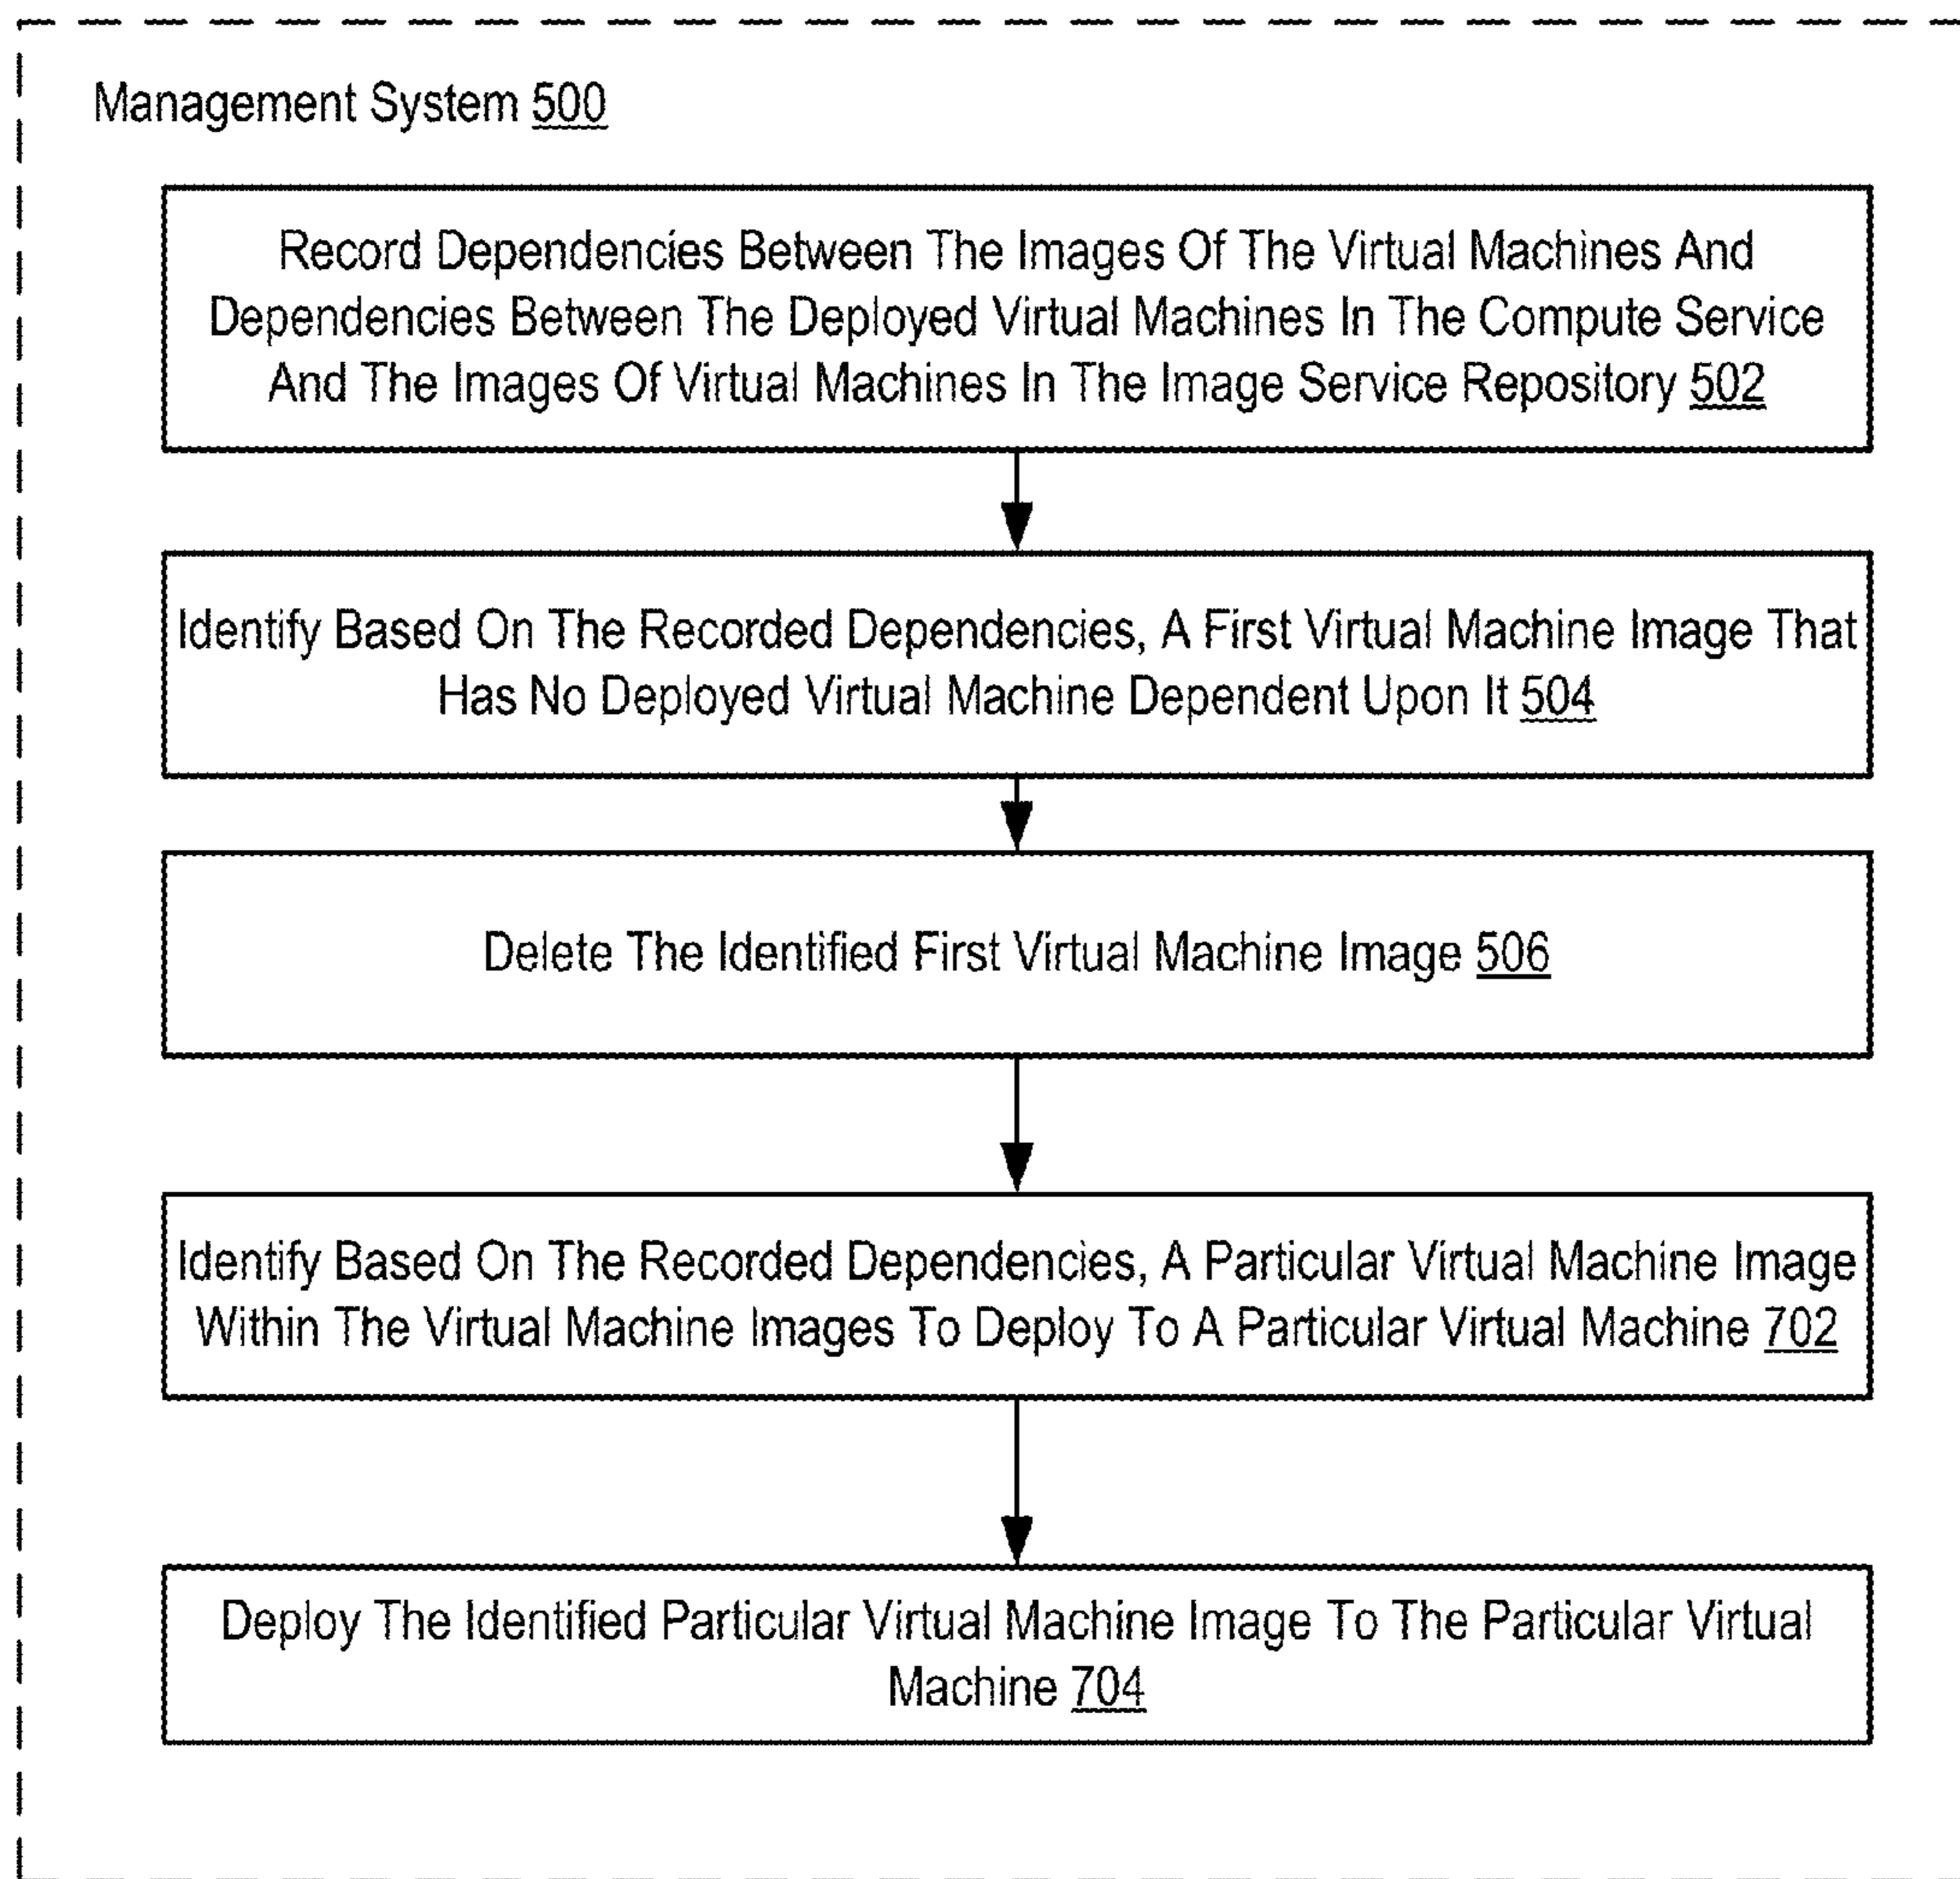 Management System 500
Record Dependencies Between The Images Of The Virtual Machines And
Dependencies Between The Deployed Virtual Machines In The Compute Service
And The Images Of Virtual Machines In The Image Service Repository 502
Identify Based On The Recorded Dependencies, A First Virtual Machine Image That
Has No Deployed Virtual Machine Dependent Upon It 504
Delete The Identified First Virtual Machine Image 506
Identify Based On The Recorded Dependencies, A Particular Virtual Machine Image
Within The Virtual Machine Images To Deploy To A Particular Virtual Machine 702
Deploy The Identified Particular Virtual Machine Image To The Particular Virtual
Machine 704